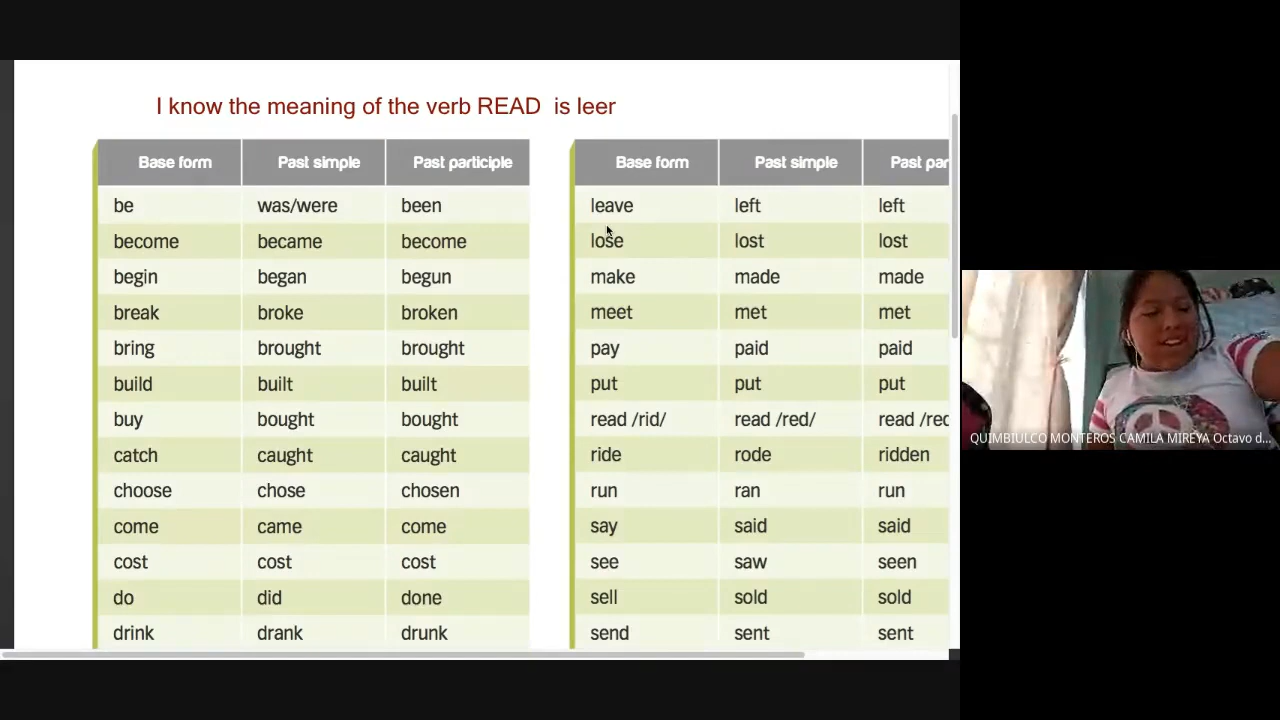 I know the meaning of the verb READ is leer
Base form Past simple Past participle
be was/were been
become became become
begin began begun
break broke broken
bring brought brought
build built built
buy bought bought
catch caught caught
choose chose chosen
come came come
cost cost cost
do did done
drink drank drunk
Base form Past simple Past par
leave left left
lose lost lost
make made made
meet met met
pay paid paid
put put put
read /rid/ read /red/ read /red
ride rode ridden
run ran run
say said said
see saw seen
sell sold sold
send sent sent
QUIMBIULCO MONTEROS CAMILA MIREYA Octavo d...